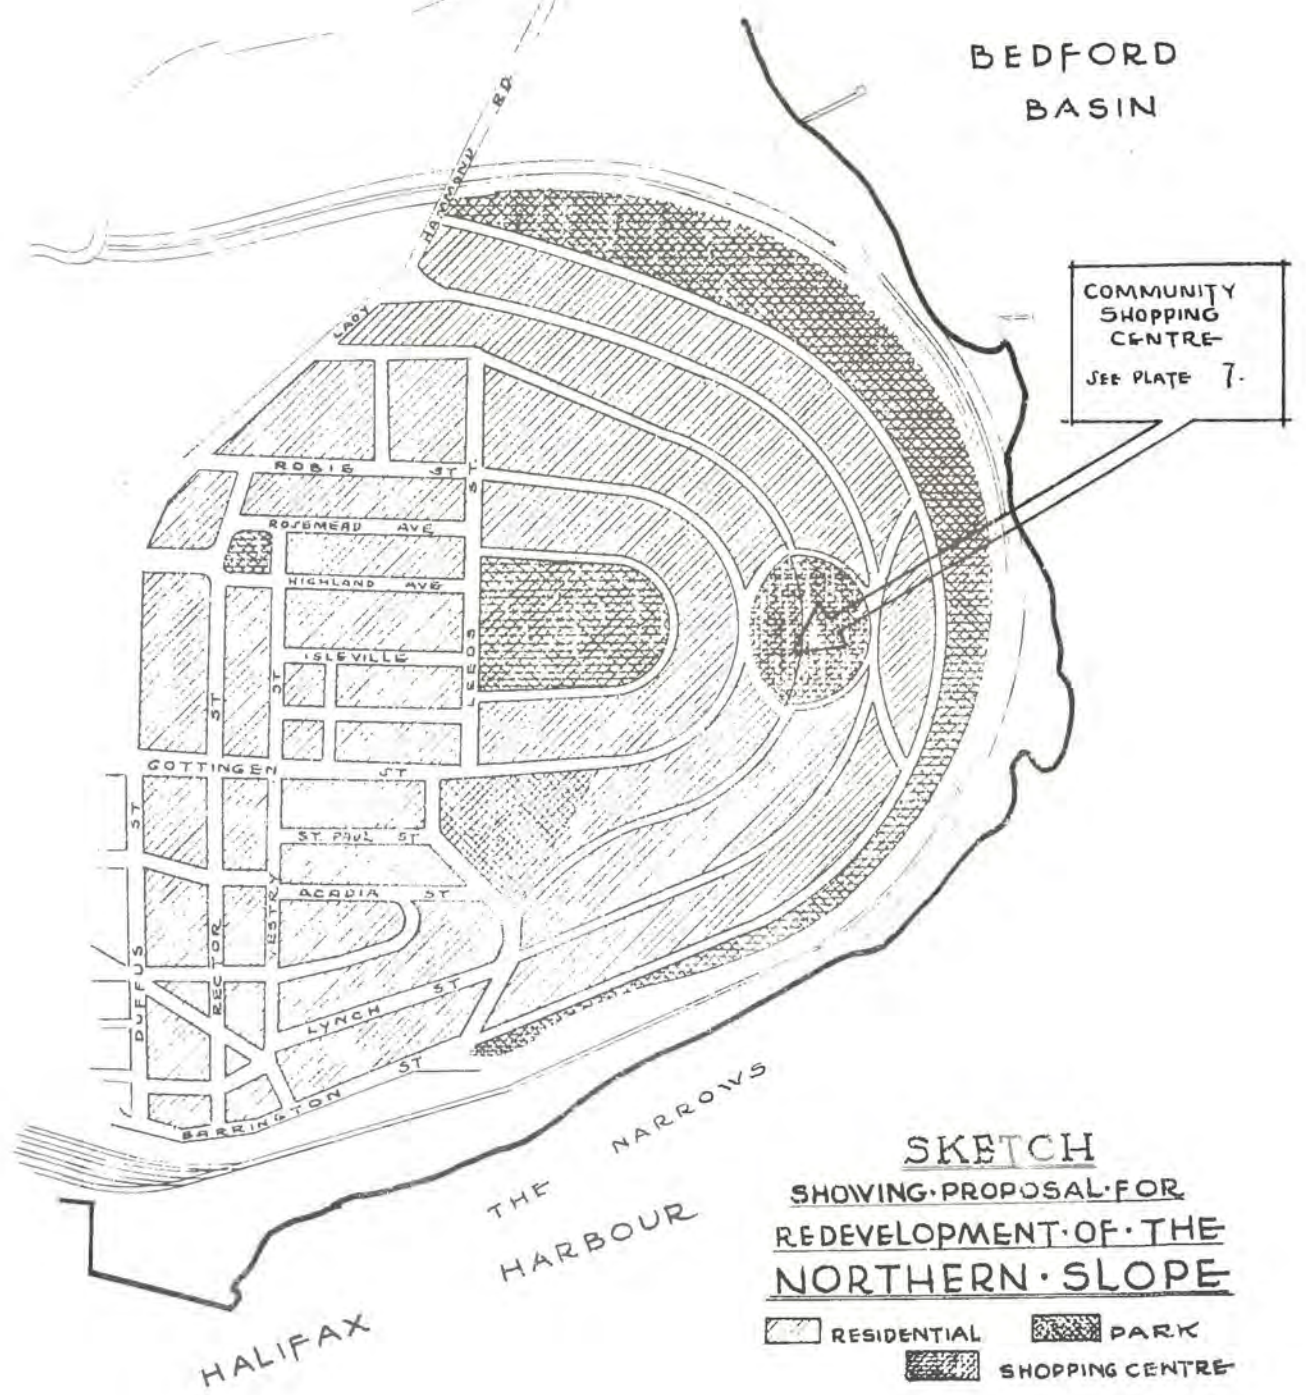 BEDFORD
BASIN
HAMMOND RD
LADY
COMMUNITY
SHOPPING
CENTRE
SEE PLATE 7.
ROBIE ST
ROSEMEAD AVE
HIGHLAND AVE
ISLEVILLE
ST
ST
LEEDS ST
GOTTINGEN ST
ST. PAUL ST
ACADIA ST
LYNCH ST
BARRINGTON ST
DUFFUS ST
RECTOR
VESTRY
THE NARROWS
HALIFAX HARBOUR
SKETCH
SHOWING·PROPOSAL·FOR
REDEVELOPMENT·OF·THE
NORTHERN·SLOPE
RESIDENTIAL
PARK
SHOPPING CENTRE